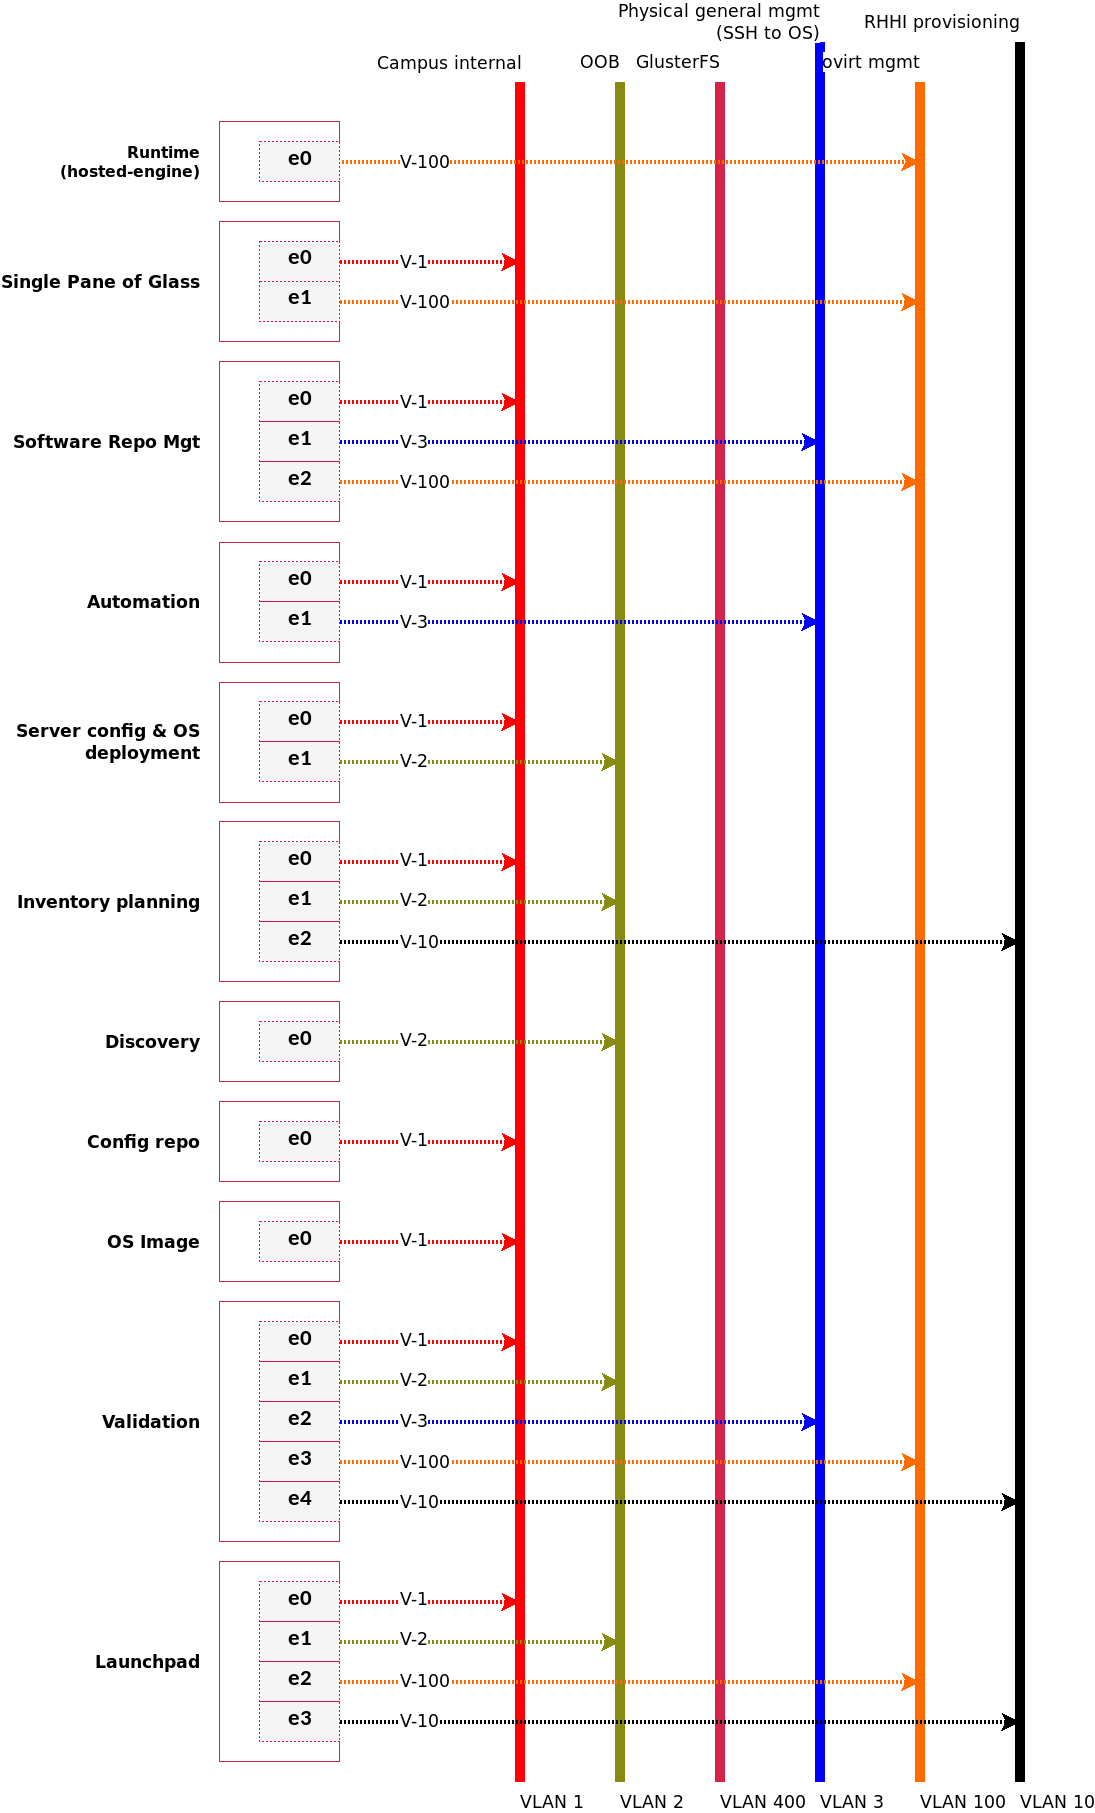 Physical general mgmt
(SSH to OS)
RHHI provisioning
Campus internal
OOB
GlusterFS
ovirt mgmt
Runtime
(hosted-engine)
e0
V-100
Single Pane of Glass
e0
V-1
e1
V-100
Software Repo Mgt
e0
V-1
e1
V-3
e2
V-100
Automation
e0
V-1
e1
V-3
Server config & OS
deployment
e0
V-1
e1
V-2
Inventory planning
e0
V-1
e1
V-2
e2
V-10
Discovery
e0
V-2
Config repo
e0
V-1
OS Image
e0
V-1
Validation
e0
V-1
e1
V-2
e2
V-3
e3
V-100
e4
V-10
Launchpad
e0
V-1
e1
V-2
e2
V-100
e3
V-10
VLAN 1
VLAN 2
VLAN 400
VLAN 3
VLAN 100
VLAN 10